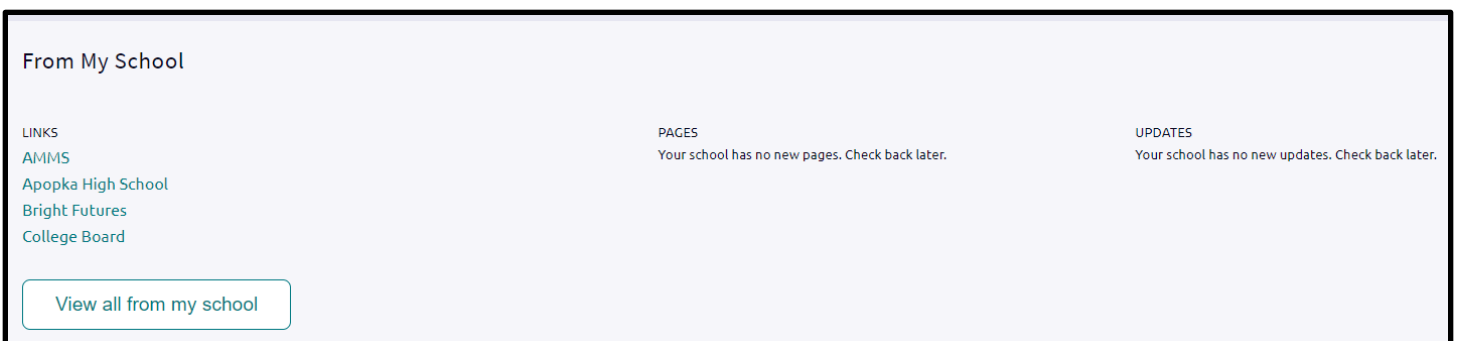 From My School
LINKS
AMMS
Apopka High School
Bright Futures
College Board
PAGES
Your school has no new pages. Check back later.
UPDATES
Your school has no new updates. Check back later.
View all from my school